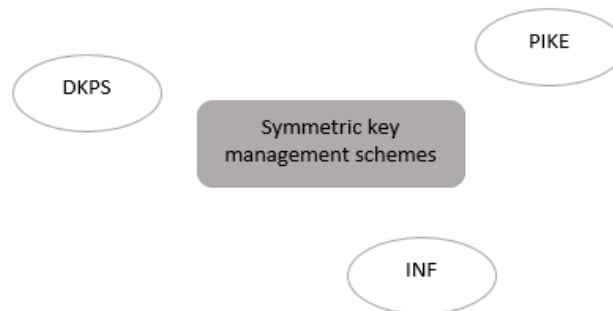 PIKE
DKPS
Symmetric key
management schemes
INF